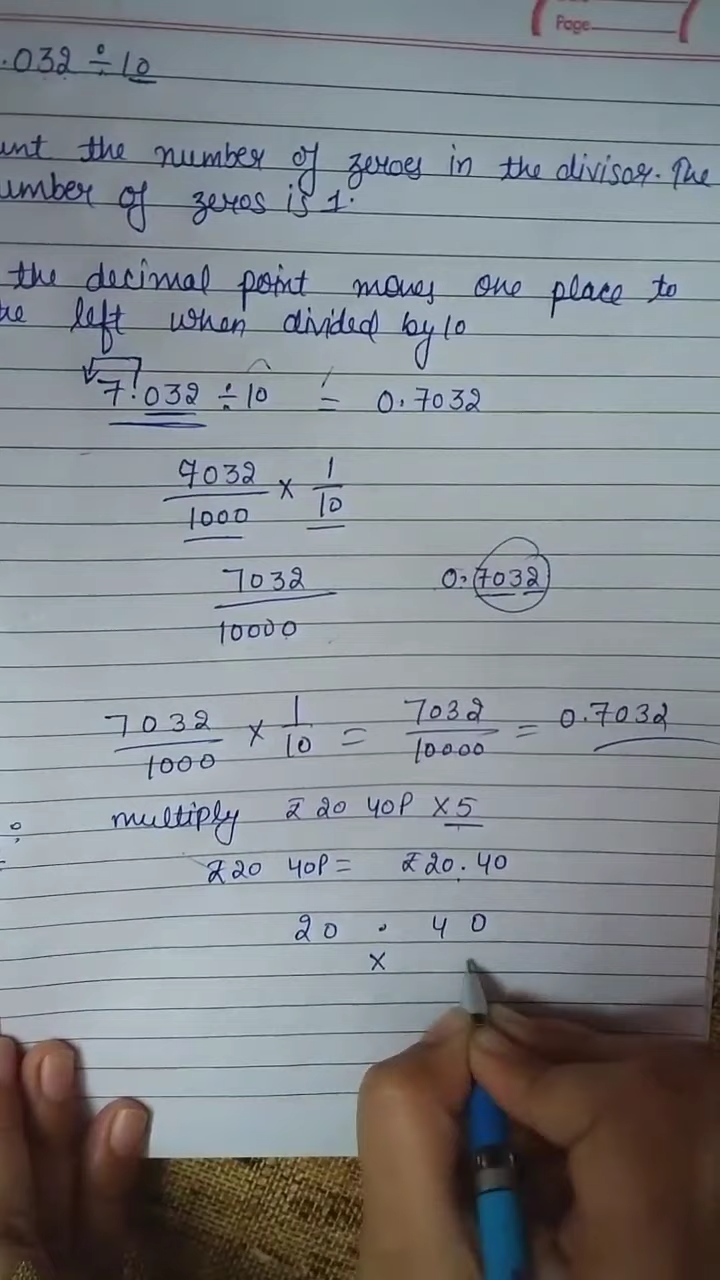 Page
.032 ÷ 10
unt the number of zeroes in the divisor. The
umber of zeros is 1.
the decimal point moves one place to
he left when divided by 10
7.032 ÷ 10 = 0.7032
7032/1000 × 1/10
7032/10000 0.7032
7032/1000 × 1/10 = 7032/10000 = 0.7032
multiply ₹ 20 40P × 5
₹20 40P = ₹20.40
20 . 40
×